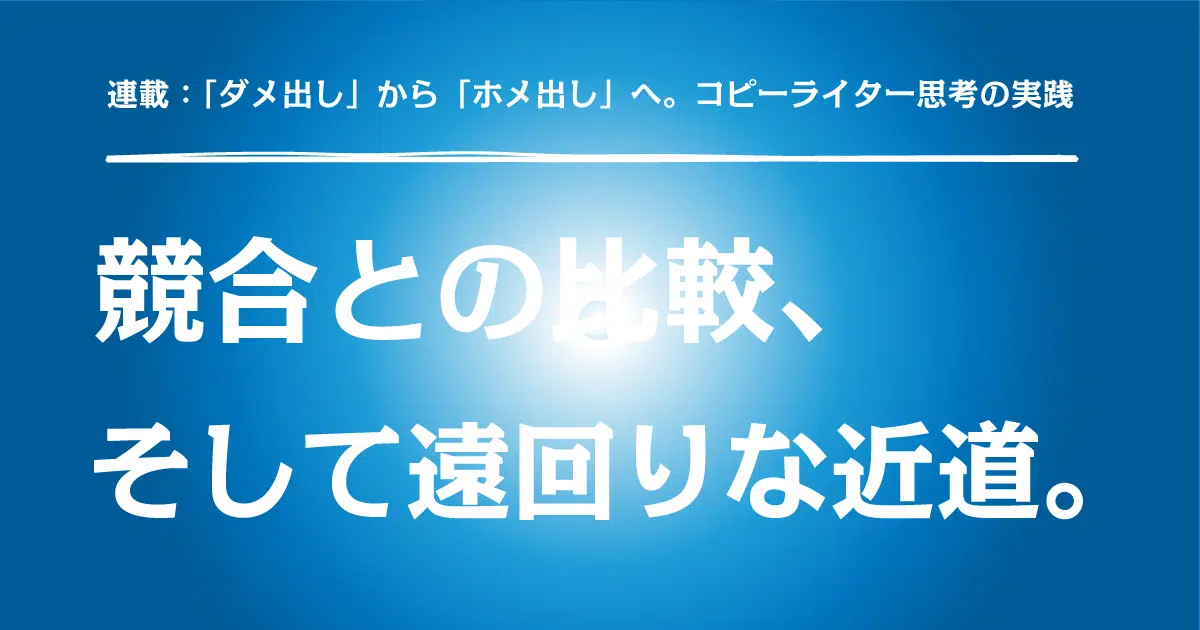 連載：「ダメ出し」から「ホメ出し」へ。コピーライター思考の実践
競合との比較、
そして遠回りな近道。